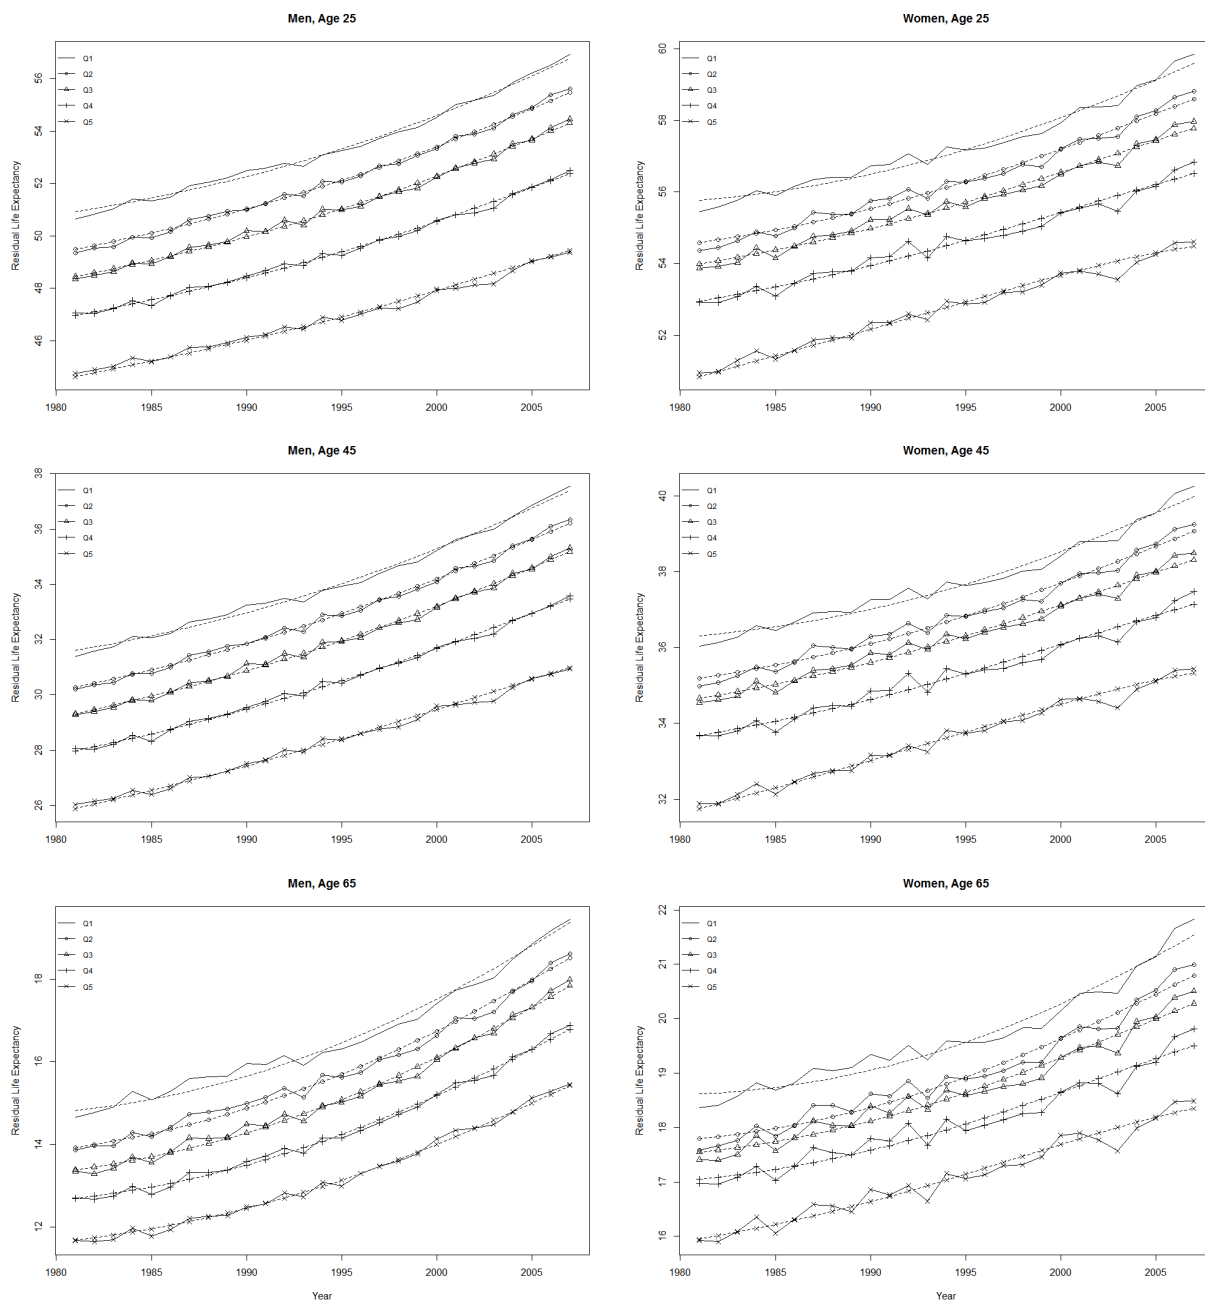 Men, Age 25
Residual Life Expectancy
56
54
52
50
48
46
Q1
Q2
Q3
Q4
Q5
1980 1985 1990 1995 2000 2005
Women, Age 25
Residual Life Expectancy
60
58
56
54
52
Q1
Q2
Q3
Q4
Q5
1980 1985 1990 1995 2000 2005
Men, Age 45
Residual Life Expectancy
38
36
34
32
30
28
26
Q1
Q2
Q3
Q4
Q5
1980 1985 1990 1995 2000 2005
Women, Age 45
Residual Life Expectancy
40
38
36
34
32
Q1
Q2
Q3
Q4
Q5
1980 1985 1990 1995 2000 2005
Men, Age 65
Residual Life Expectancy
18
16
14
12
Q1
Q2
Q3
Q4
Q5
1980 1985 1990 1995 2000 2005
Year
Women, Age 65
Residual Life Expectancy
22
21
20
19
18
17
16
Q1
Q2
Q3
Q4
Q5
1980 1985 1990 1995 2000 2005
Year